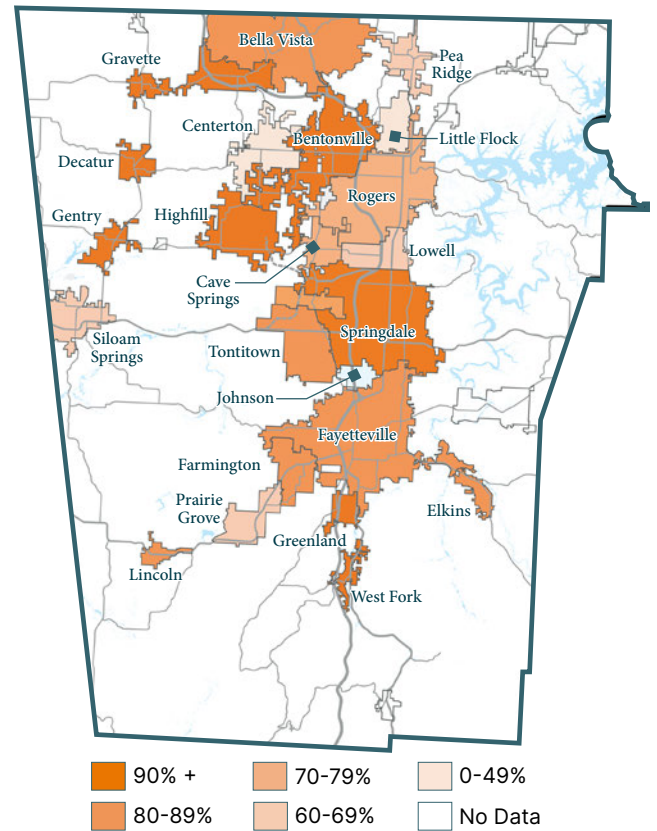 Bella Vista
Gravette
Pea
Ridge
Centerton
Bentonville
Little Flock
Decatur
Rogers
Gentry
Highfill
Lowell
Cave
Springs
Siloam
Springs
Springdale
Tontitown
Johnson
Fayetteville
Farmington
Prairie
Grove
Elkins
Greenland
Lincoln
West Fork
90% +
70-79%
0-49%
80-89%
60-69%
No Data